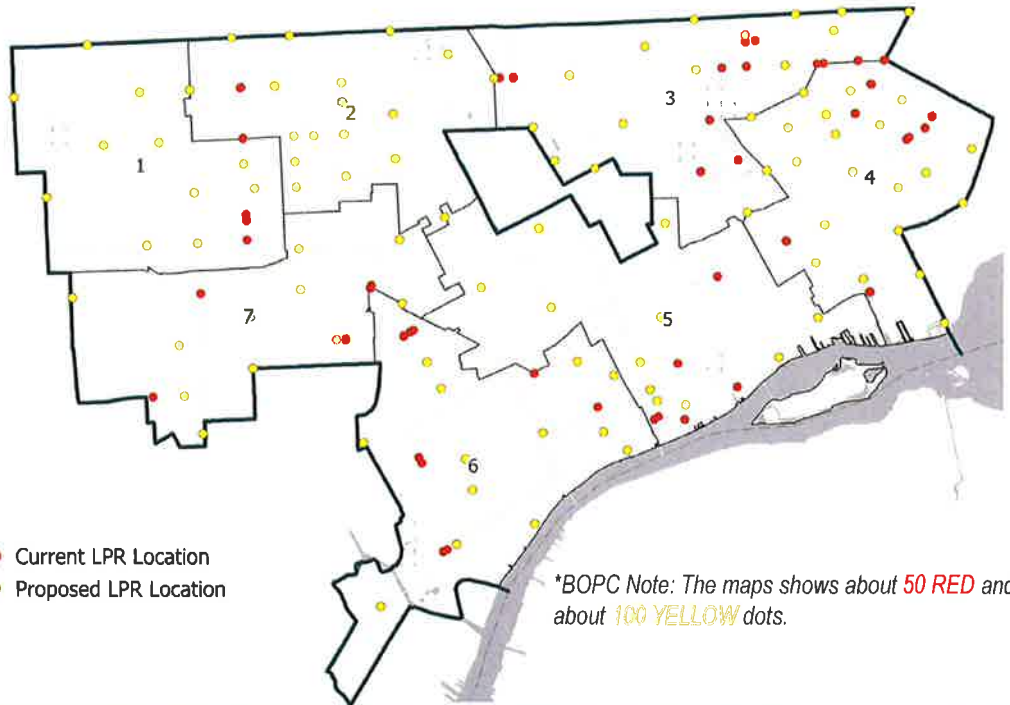 1
2
3
4
5
6
7
Current LPR Location
Proposed LPR Location
*BOPC Note: The maps shows about 50 RED and
about 100 YELLOW dots.